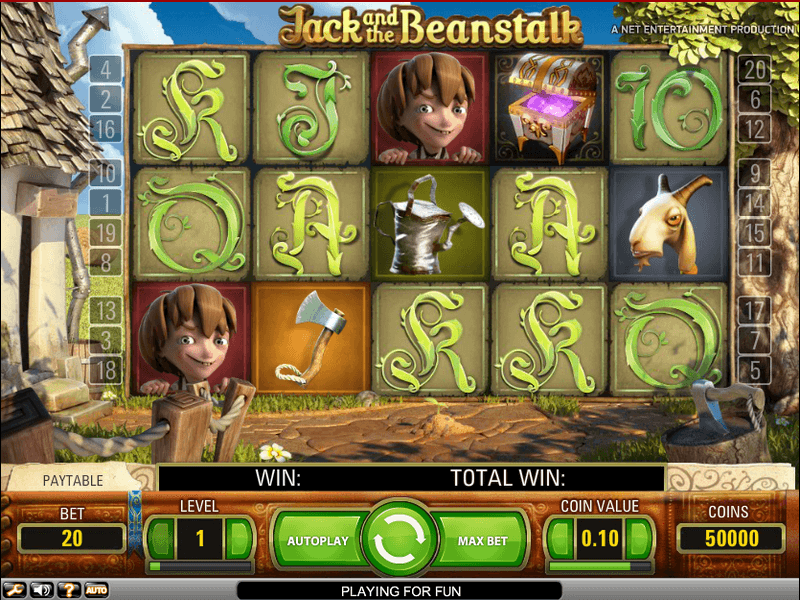 Jack and the Beanstalk
A NET ENTERTAINMENT PRODUCTION
4
20
2
6
16
12
K J 10
10
9
1
14
19
15
8
11
Q A A
13
17
3
7
18
5
K K Q
PAYTABLE
WIN:
TOTAL WIN:
BET
LEVEL
COIN VALUE
COINS
20
1
AUTOPLAY
MAX BET
0.10
50000
? AUTO
PLAYING FOR FUN